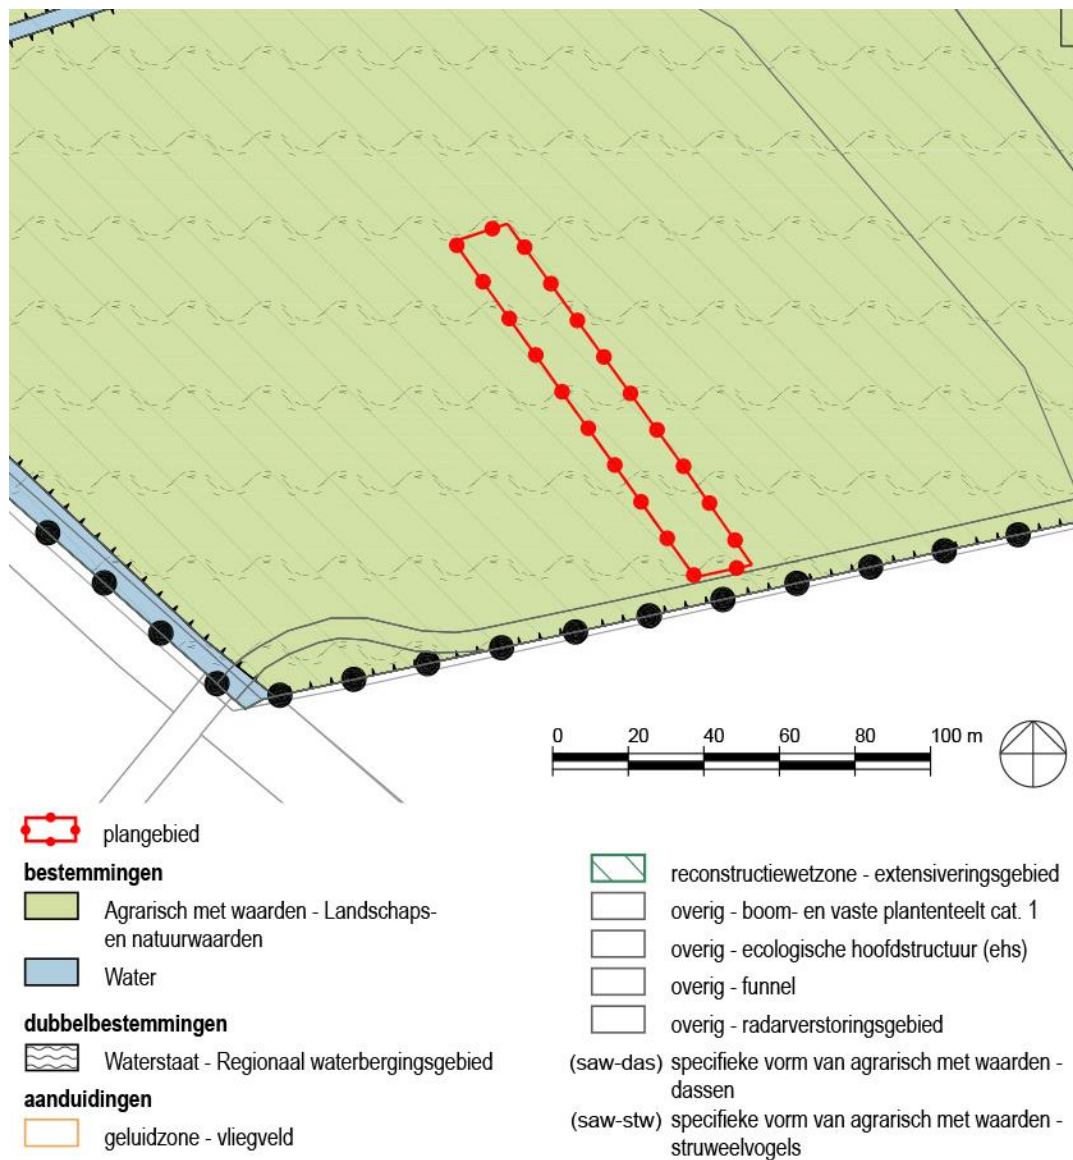 0 20 40 60 80 100 m
plangebied
bestemmingen
Agrarisch met waarden - Landschaps-
en natuurwaarden
Water
dubbelbestemmingen
Waterstaat - Regionaal waterbergingsgebied
aanduidingen
geluidzone - vliegveld
reconstructiewetzone - extensiveringsgebied
overig - boom- en vaste plantenteelt cat. 1
overig - ecologische hoofdstructuur (ehs)
overig - funnel
overig - radarverstoringsgebied
(saw-das) specifieke vorm van agrarisch met waarden -
dassen
(saw-stw) specifieke vorm van agrarisch met waarden -
struweelvogels